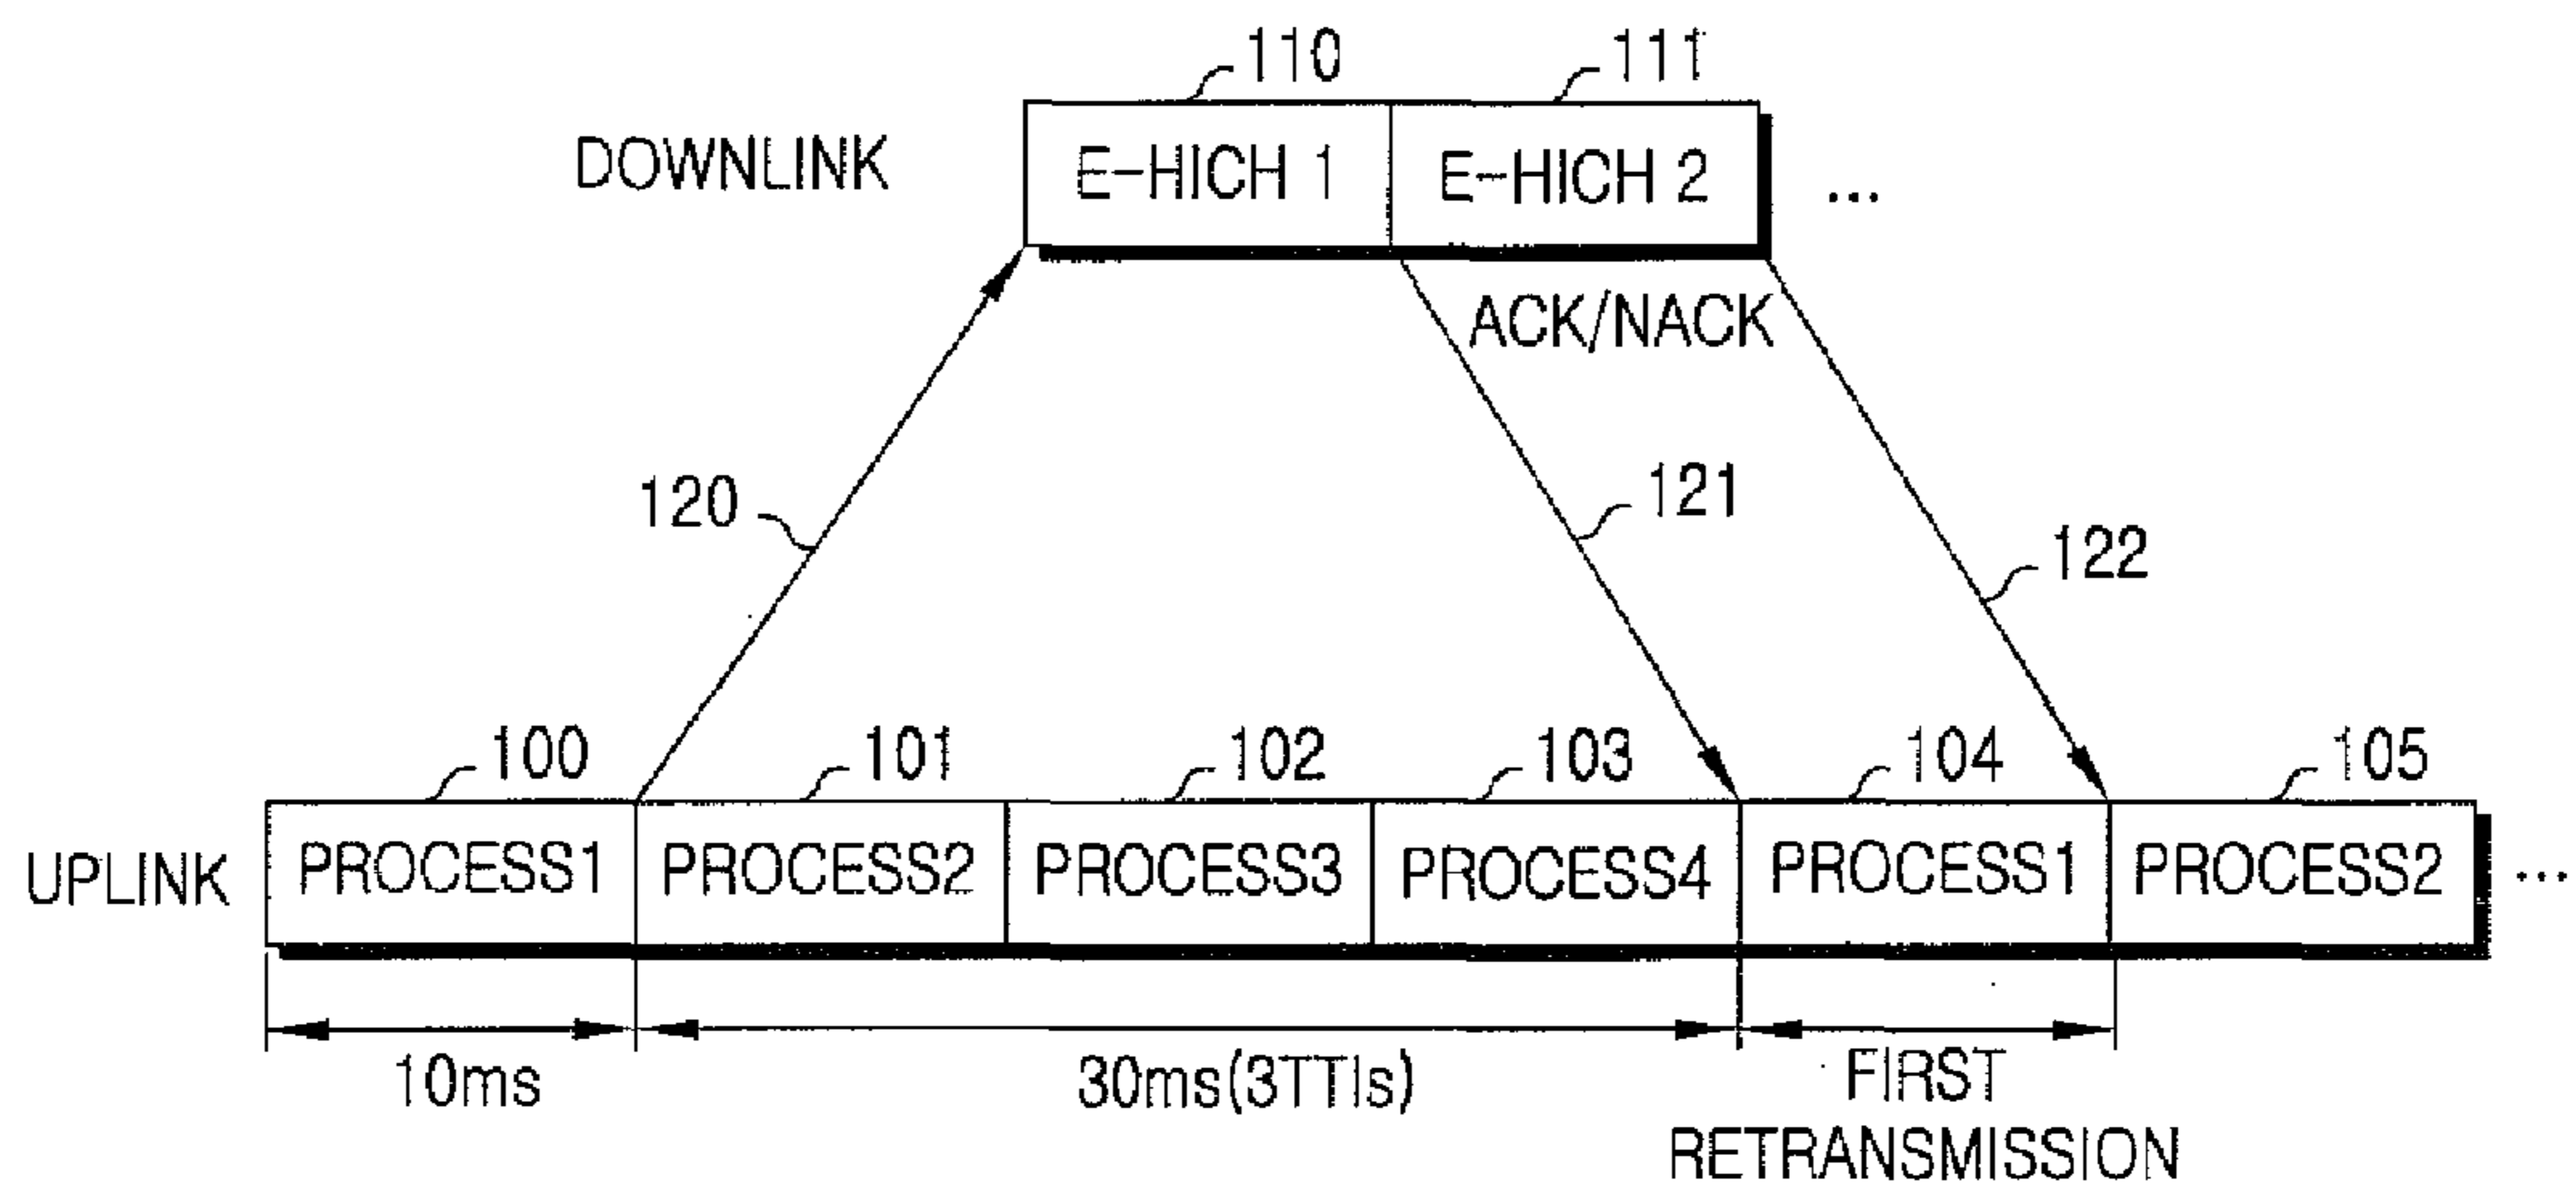 110 111
DOWNLINK E-HICH 1 E-HICH 2 ...
ACK/NACK
120 121 122
100 101 102 103 104 105
UPLINK PROCESS1 PROCESS2 PROCESS3 PROCESS4 PROCESS1 PROCESS2 ...
10ms 30ms(3TTIs) FIRST
RETRANSMISSION